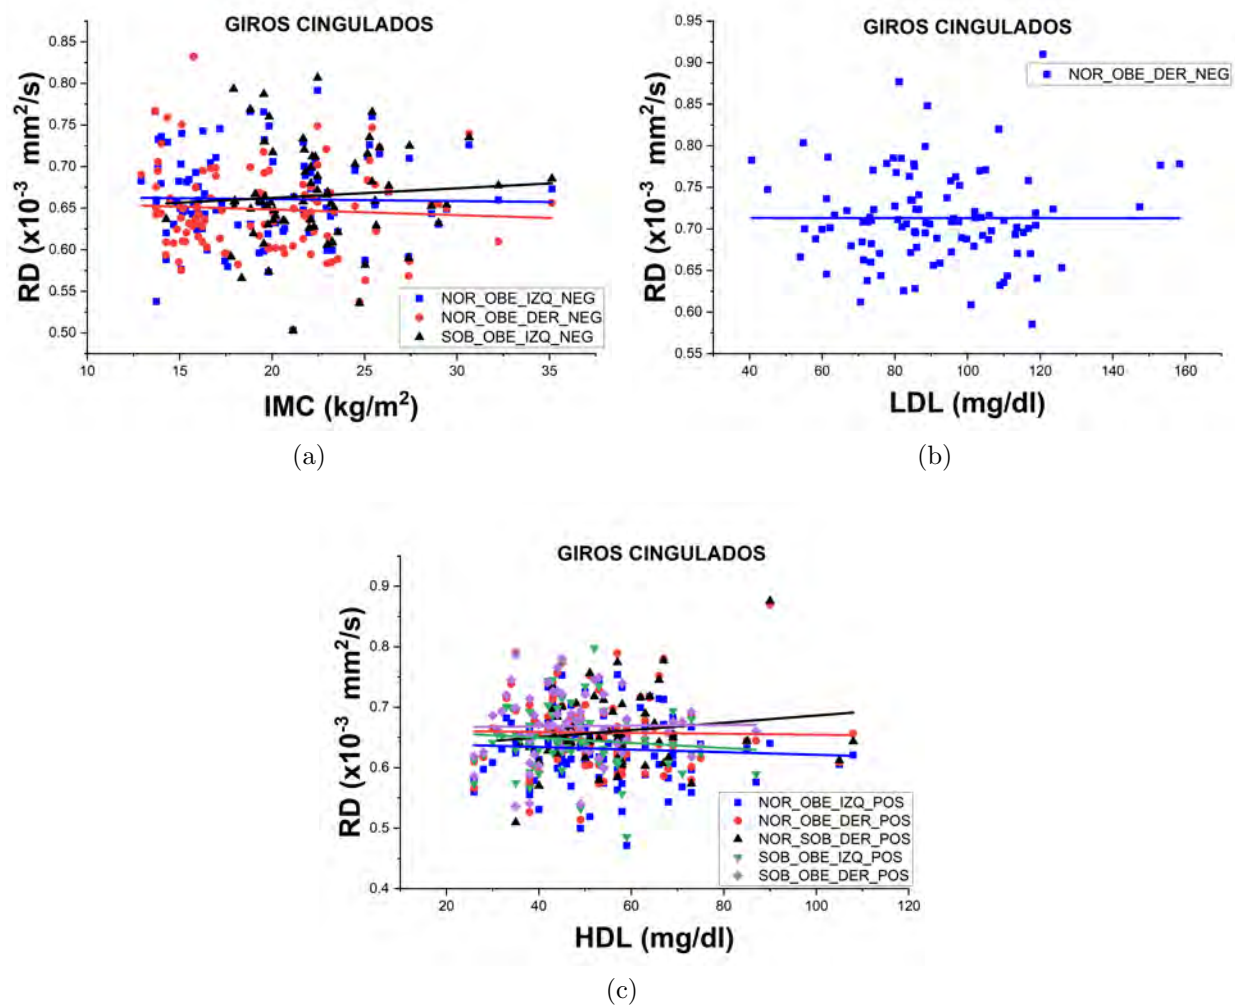 GIROS CINGULADOS
0.85
0.80
0.75
0.70
0.65
0.60
0.55
0.50
RD (x10⁻³ mm²/s)
NOR_OBE_IZQ_NEG
NOR_OBE_DER_NEG
SOB_OBE_IZQ_NEG
10 15 20 25 30 35
IMC (kg/m²)
(a)
GIROS CINGULADOS
0.95
0.90
0.85
0.80
0.75
0.70
0.65
0.60
0.55
RD (x10⁻³ mm²/s)
NOR_OBE_DER_NEG
40 60 80 100 120 140 160
LDL (mg/dl)
(b)
GIROS CINGULADOS
0.9
0.8
0.7
0.6
0.5
0.4
RD (x10⁻³ mm²/s)
NOR_OBE_IZQ_POS
NOR_OBE_DER_POS
NOR_SOB_DER_POS
SOB_OBE_IZQ_POS
SOB_OBE_DER_POS
20 40 60 80 100 120
HDL (mg/dl)
(c)